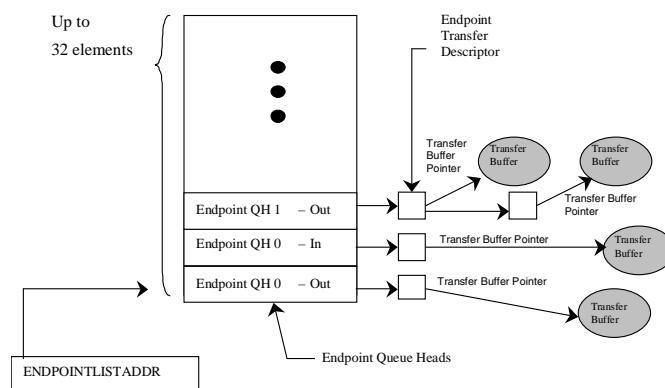 Up to
32 elements
Endpoint
Transfer
Descriptor
Transfer
Buffer
Pointer
Transfer
Buffer
Transfer
Buffer
Transfer Buffer
Pointer
Endpoint QH 1 – Out
Endpoint QH 0 – In
Transfer Buffer Pointer
Transfer
Buffer
Endpoint QH 0 – Out
Transfer Buffer Pointer
Transfer
Buffer
Endpoint Queue Heads
ENDPOINTLISTADDR